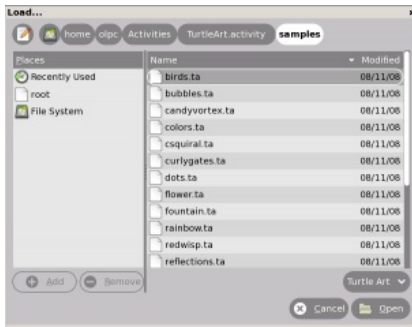 Load...
home olpc Activities TurtleArt.activity samples
Places Name Modified
Recently Used birds.ta 08/11/08
root bubbles.ta 08/11/08
File System candyvortex.ta 08/11/08
colors.ta 08/11/08
csquiral.ta 08/11/08
curlygates.ta 08/11/08
dots.ta 08/11/08
flower.ta 08/11/08
fountain.ta 08/11/08
rainbow.ta 08/11/08
redwisp.ta 08/11/08
reflections.ta 08/11/08
Add Remove Turtle Art
Cancel Open